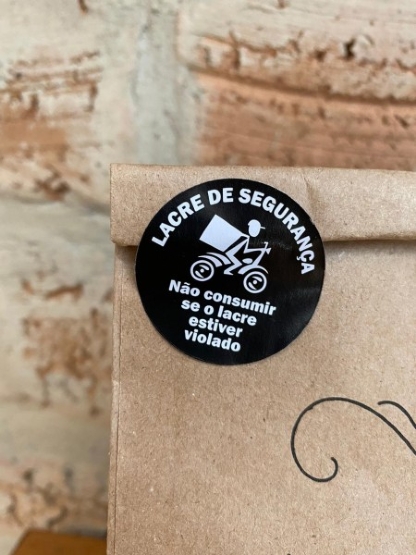 LACRE DE SEGURANÇA
Não consumir
se o lacre
estiver
violado